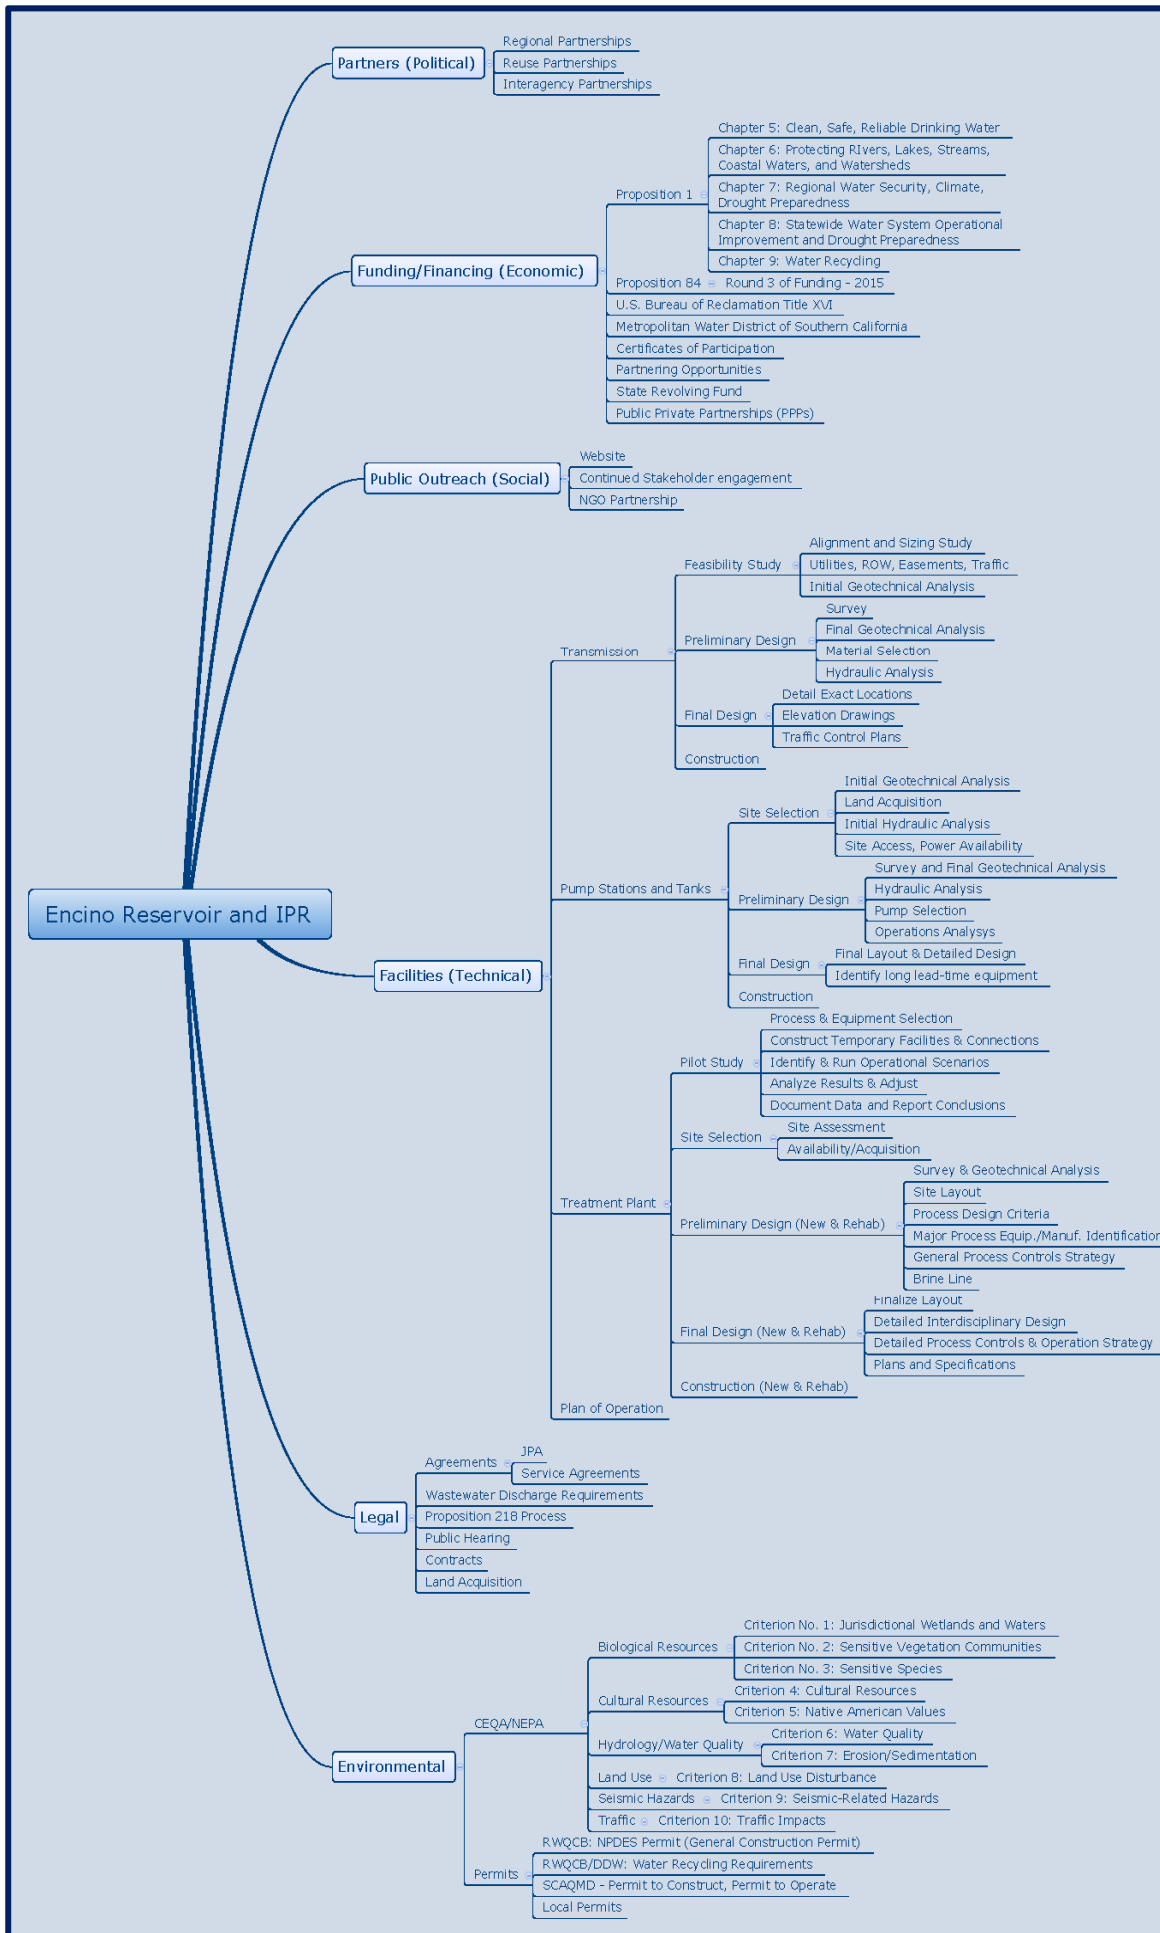 Regional Partnerships
Partners (Political)
Reuse Partnerships
Interagency Partnerships
Chapter 5: Clean, Safe, Reliable Drinking Water
Chapter 6: Protecting RIvers, Lakes, Streams,
Coastal Waters, and Watersheds
Proposition 1
Chapter 7: Regional Water Security, Climate,
Drought Preparedness
Chapter 8: Statewide Water System Operational
Improvement and Drought Preparedness
Chapter 9: Water Recycling
Funding/Financing (Economic)
Proposition 84
Round 3 of Funding - 2015
U.S. Bureau of Reclamation Title XVI
Metropolitan Water District of Southern California
Certificates of Participation
Partnering Opportunities
State Revolving Fund
Public Private Partnerships (PPPs)
Website
Public Outreach (Social)
Continued Stakeholder engagement
NGO Partnership
Alignment and Sizing Study
Feasibility Study
Utilities, ROW, Easements, Traffic
Initial Geotechnical Analysis
Survey
Final Geotechnical Analysis
Preliminary Design
Material Selection
Hydraulic Analysis
Transmission
Detail Exact Locations
Final Design
Elevation Drawings
Traffic Control Plans
Construction
Initial Geotechnical Analysis
Land Acquisition
Site Selection
Initial Hydraulic Analysis
Site Access, Power Availability
Survey and Final Geotechnical Analysis
Pump Stations and Tanks
Hydraulic Analysis
Preliminary Design
Pump Selection
Operations Analysys
Encino Reservoir and IPR
Final Layout & Detailed Design
Final Design
Identify long lead-time equipment
Facilities (Technical)
Construction
Process & Equipment Selection
Construct Temporary Facilities & Connections
Pilot Study
Identify & Run Operational Scenarios
Analyze Results & Adjust
Document Data and Report Conclusions
Site Assessment
Site Selection
Availability/Acquisition
Survey & Geotechnical Analysis
Site Layout
Treatment Plant
Process Design Criteria
Preliminary Design (New & Rehab)
Major Process Equip./Manuf. Identification
General Process Controls Strategy
Brine Line
Finalize Layout
Detailed Interdisciplinary Design
Final Design (New & Rehab)
Detailed Process Controls & Operation Strategy
Plans and Specifications
Construction (New & Rehab)
Plan of Operation
JPA
Agreements
Service Agreements
Wastewater Discharge Requirements
Legal
Proposition 218 Process
Public Hearing
Contracts
Land Acquisition
Criterion No. 1: Jurisdictional Wetlands and Waters
Biological Resources
Criterion No. 2: Sensitive Vegetation Communities
Criterion No. 3: Sensitive Species
Criterion 4: Cultural Resources
Cultural Resources
Criterion 5: Native American Values
CEQA/NEPA
Criterion 6: Water Quality
Hydrology/Water Quality
Criterion 7: Erosion/Sedimentation
Environmental
Land Use
Criterion 8: Land Use Disturbance
Seismic Hazards
Criterion 9: Seismic-Related Hazards
Traffic
Criterion 10: Traffic Impacts
RWQCB: NPDES Permit (General Construction Permit)
RWQCB/DDW: Water Recycling Requirements
Permits
SCAQMD - Permit to Construct, Permit to Operate
Local Permits